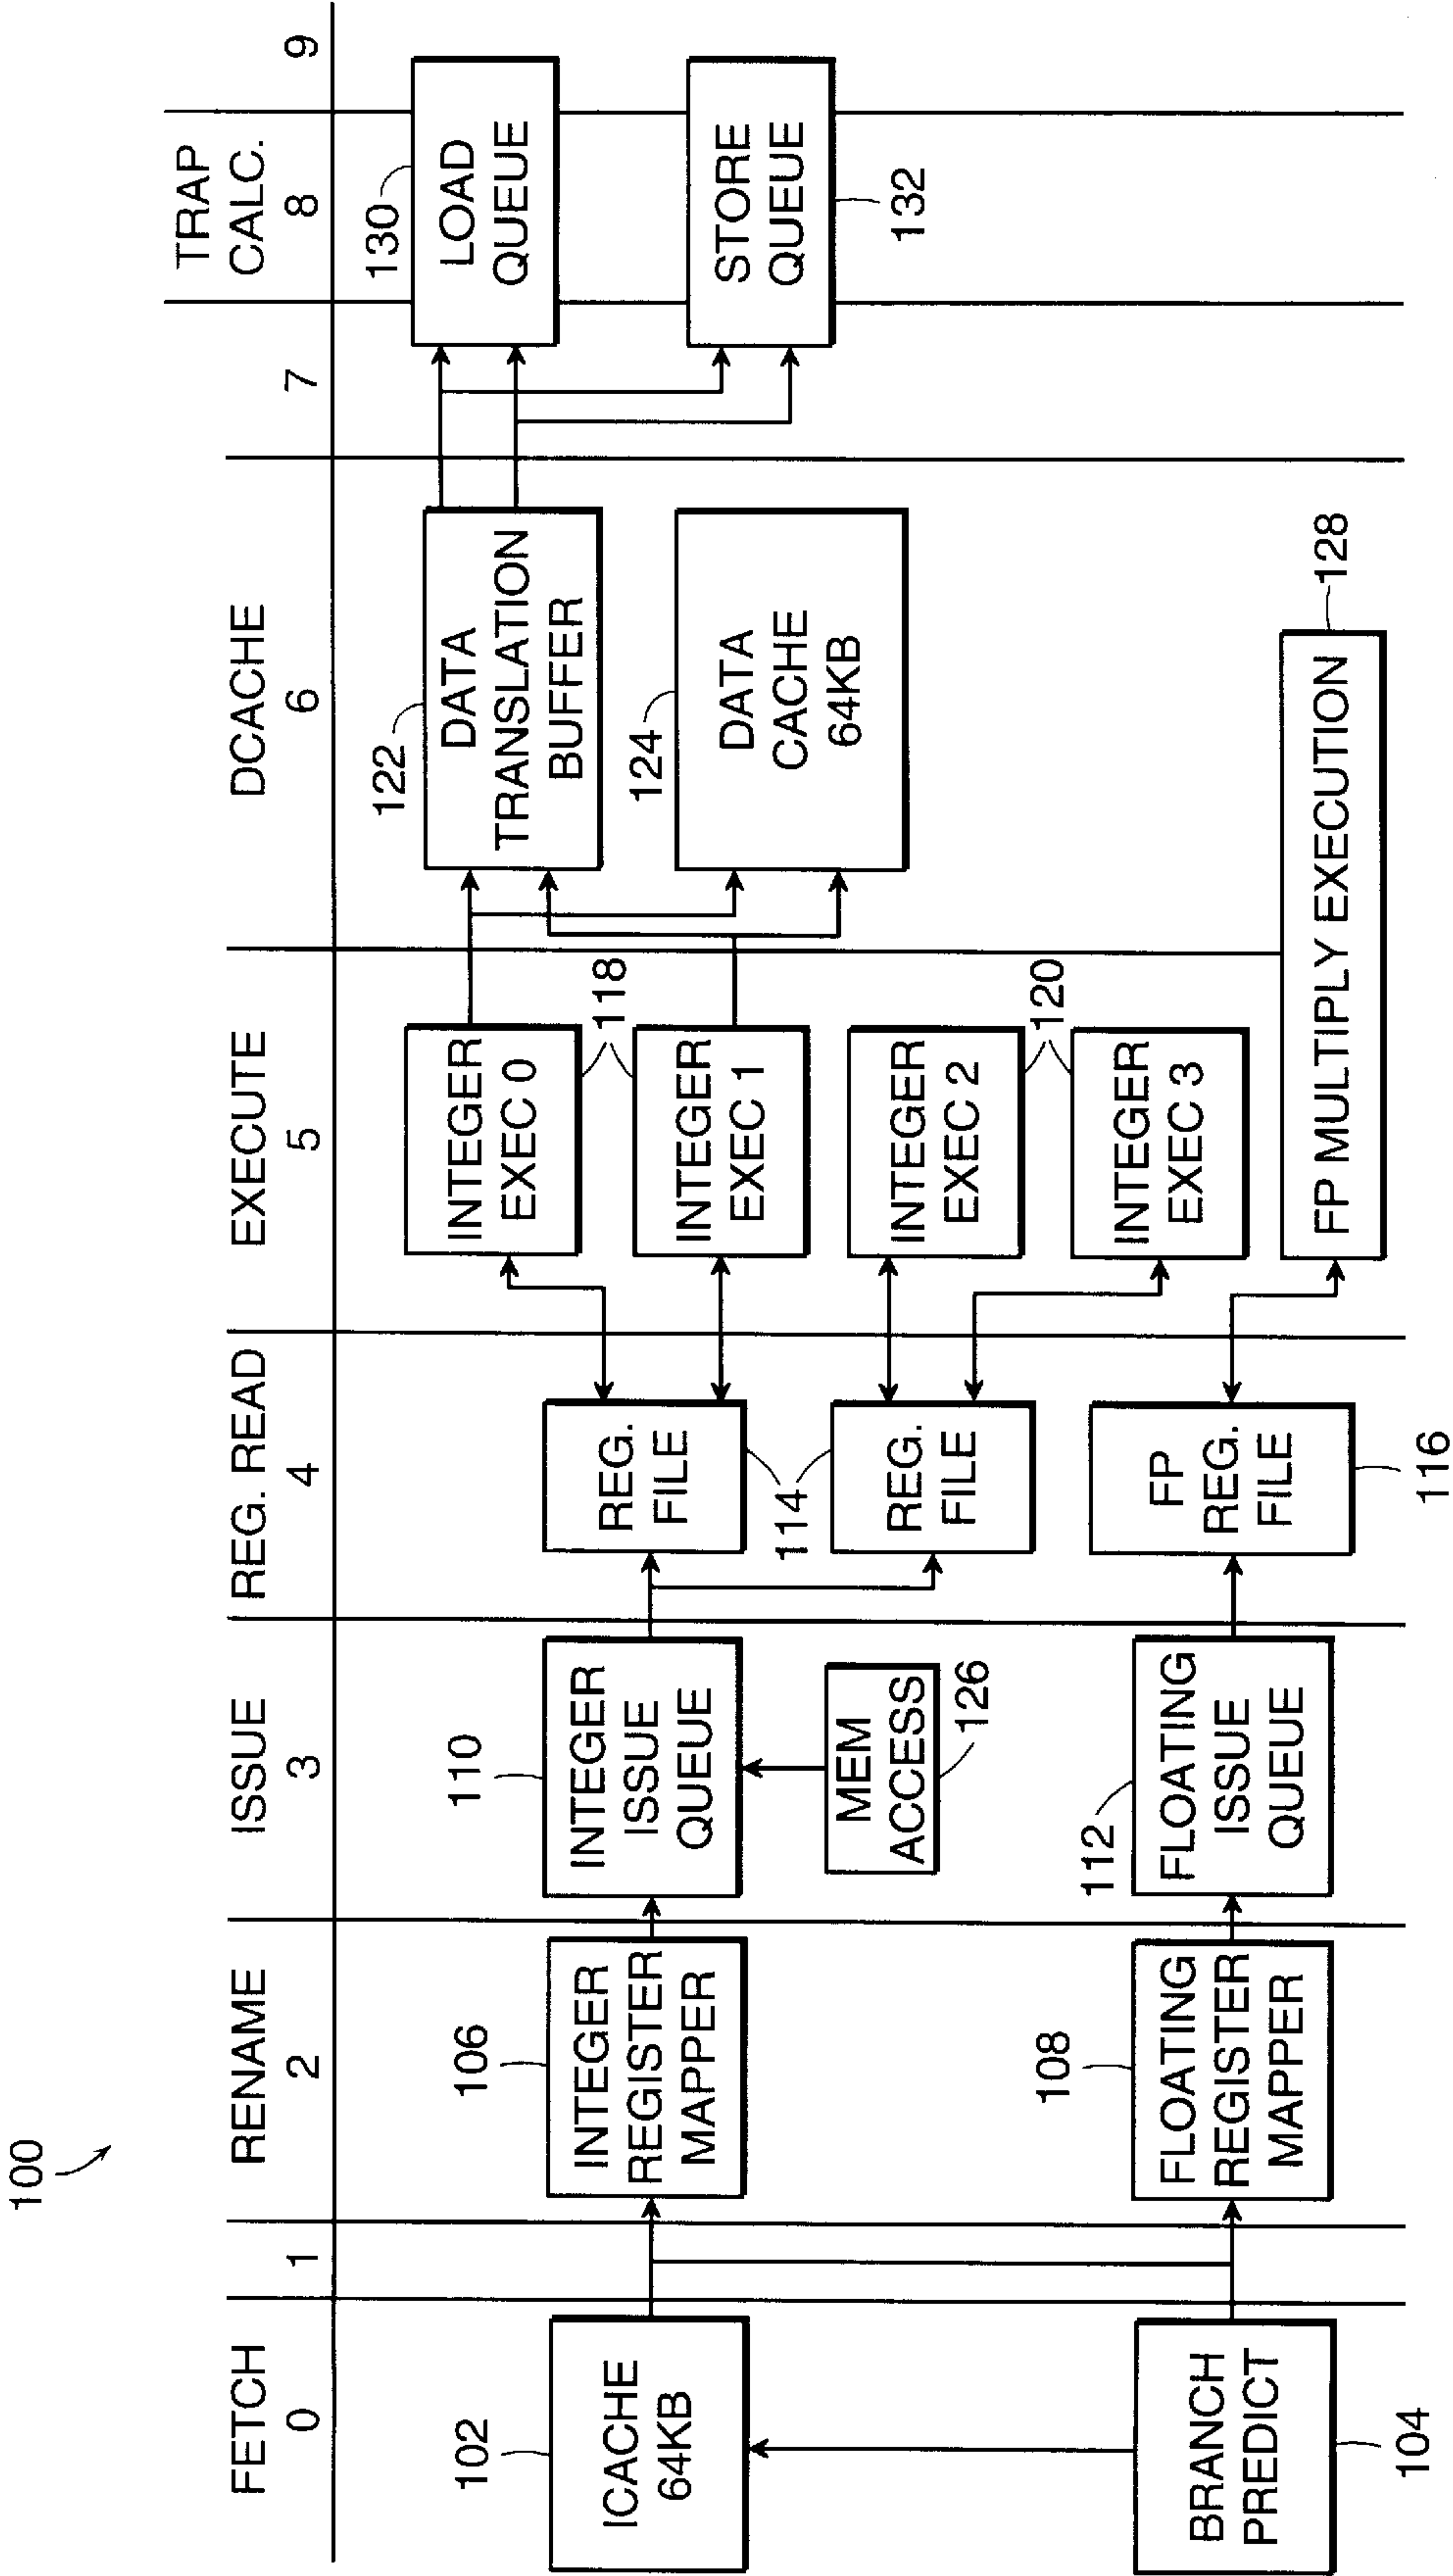 100
FETCH
0
1
RENAME
2
ISSUE
3
REG. READ
4
EXECUTE
5
DCACHE
6
7
TRAP
CALC.
8
9
102
ICACHE
64KB
BRANCH
PREDICT
104
106
INTEGER
REGISTER
MAPPER
108
FLOATING
REGISTER
MAPPER
110
INTEGER
ISSUE
QUEUE
MEM
ACCESS
126
112
FLOATING
ISSUE
QUEUE
REG.
FILE
114
REG.
FILE
FP
REG.
FILE
116
INTEGER
EXEC 0
118
INTEGER
EXEC 1
INTEGER
EXEC 2
120
INTEGER
EXEC 3
FP MULTIPLY EXECUTION
128
122
DATA
TRANSLATION
BUFFER
124
DATA
CACHE
64KB
130
LOAD
QUEUE
STORE
QUEUE
132